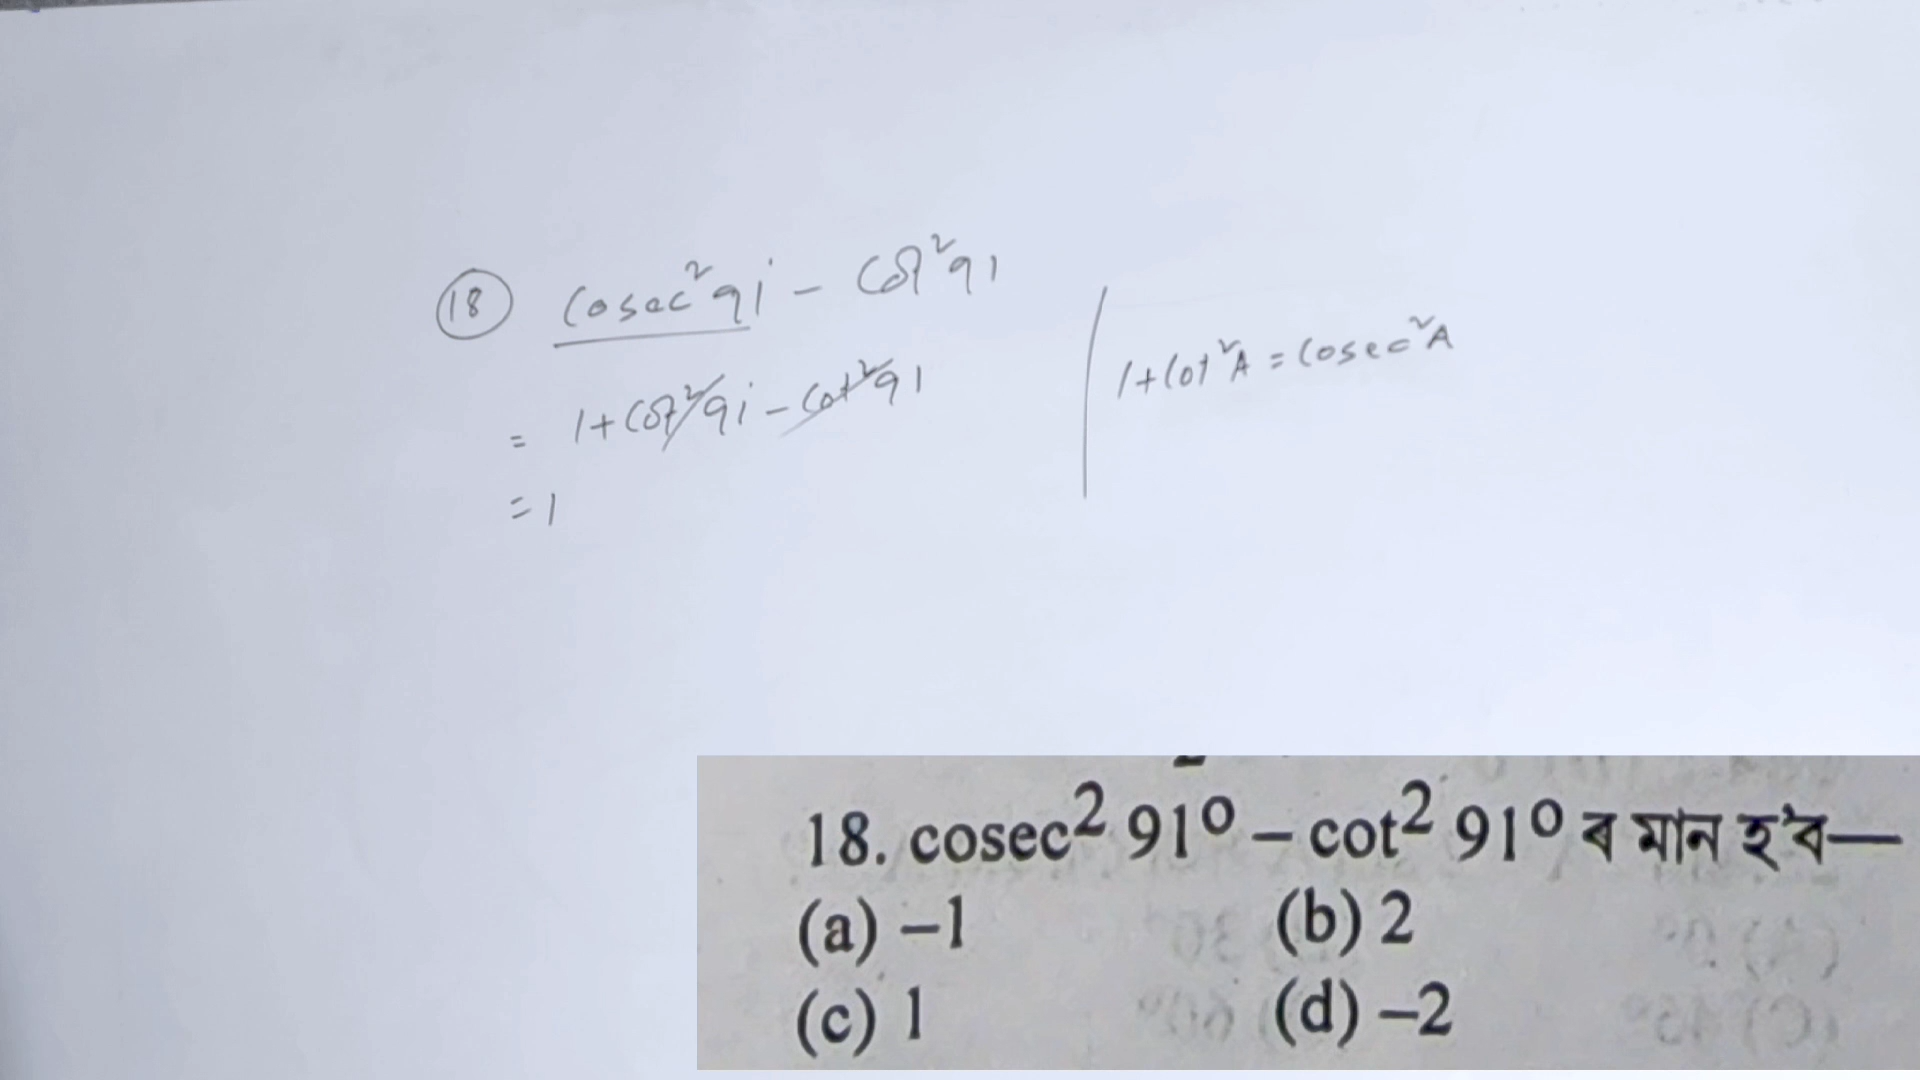 18 cosec²91 - cot²91
= 1+cot²91 - cot²91
= 1
1+cot²A = cosec²A
18. cosec² 91° – cot² 91° ৰ মান হ'ব—
(a) –1 (b) 2
(c) 1 (d) –2